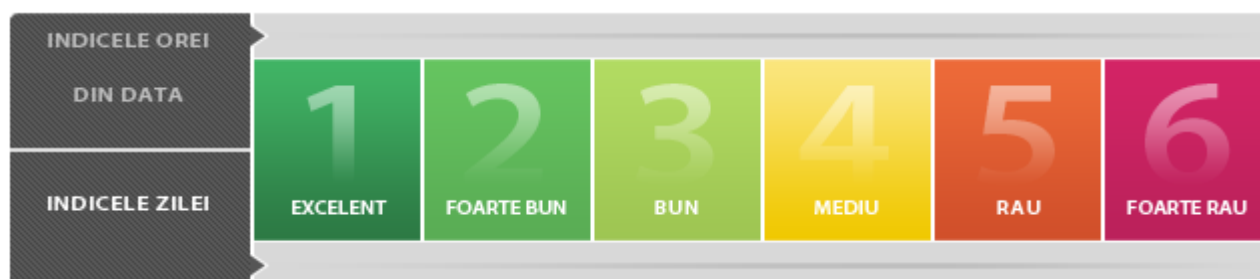 INDICELE OREI
DIN DATA
INDICELE ZILEI
1
EXCELENT
2
FOARTE BUN
3
BUN
4
MEDIU
5
RAU
6
FOARTE RAU